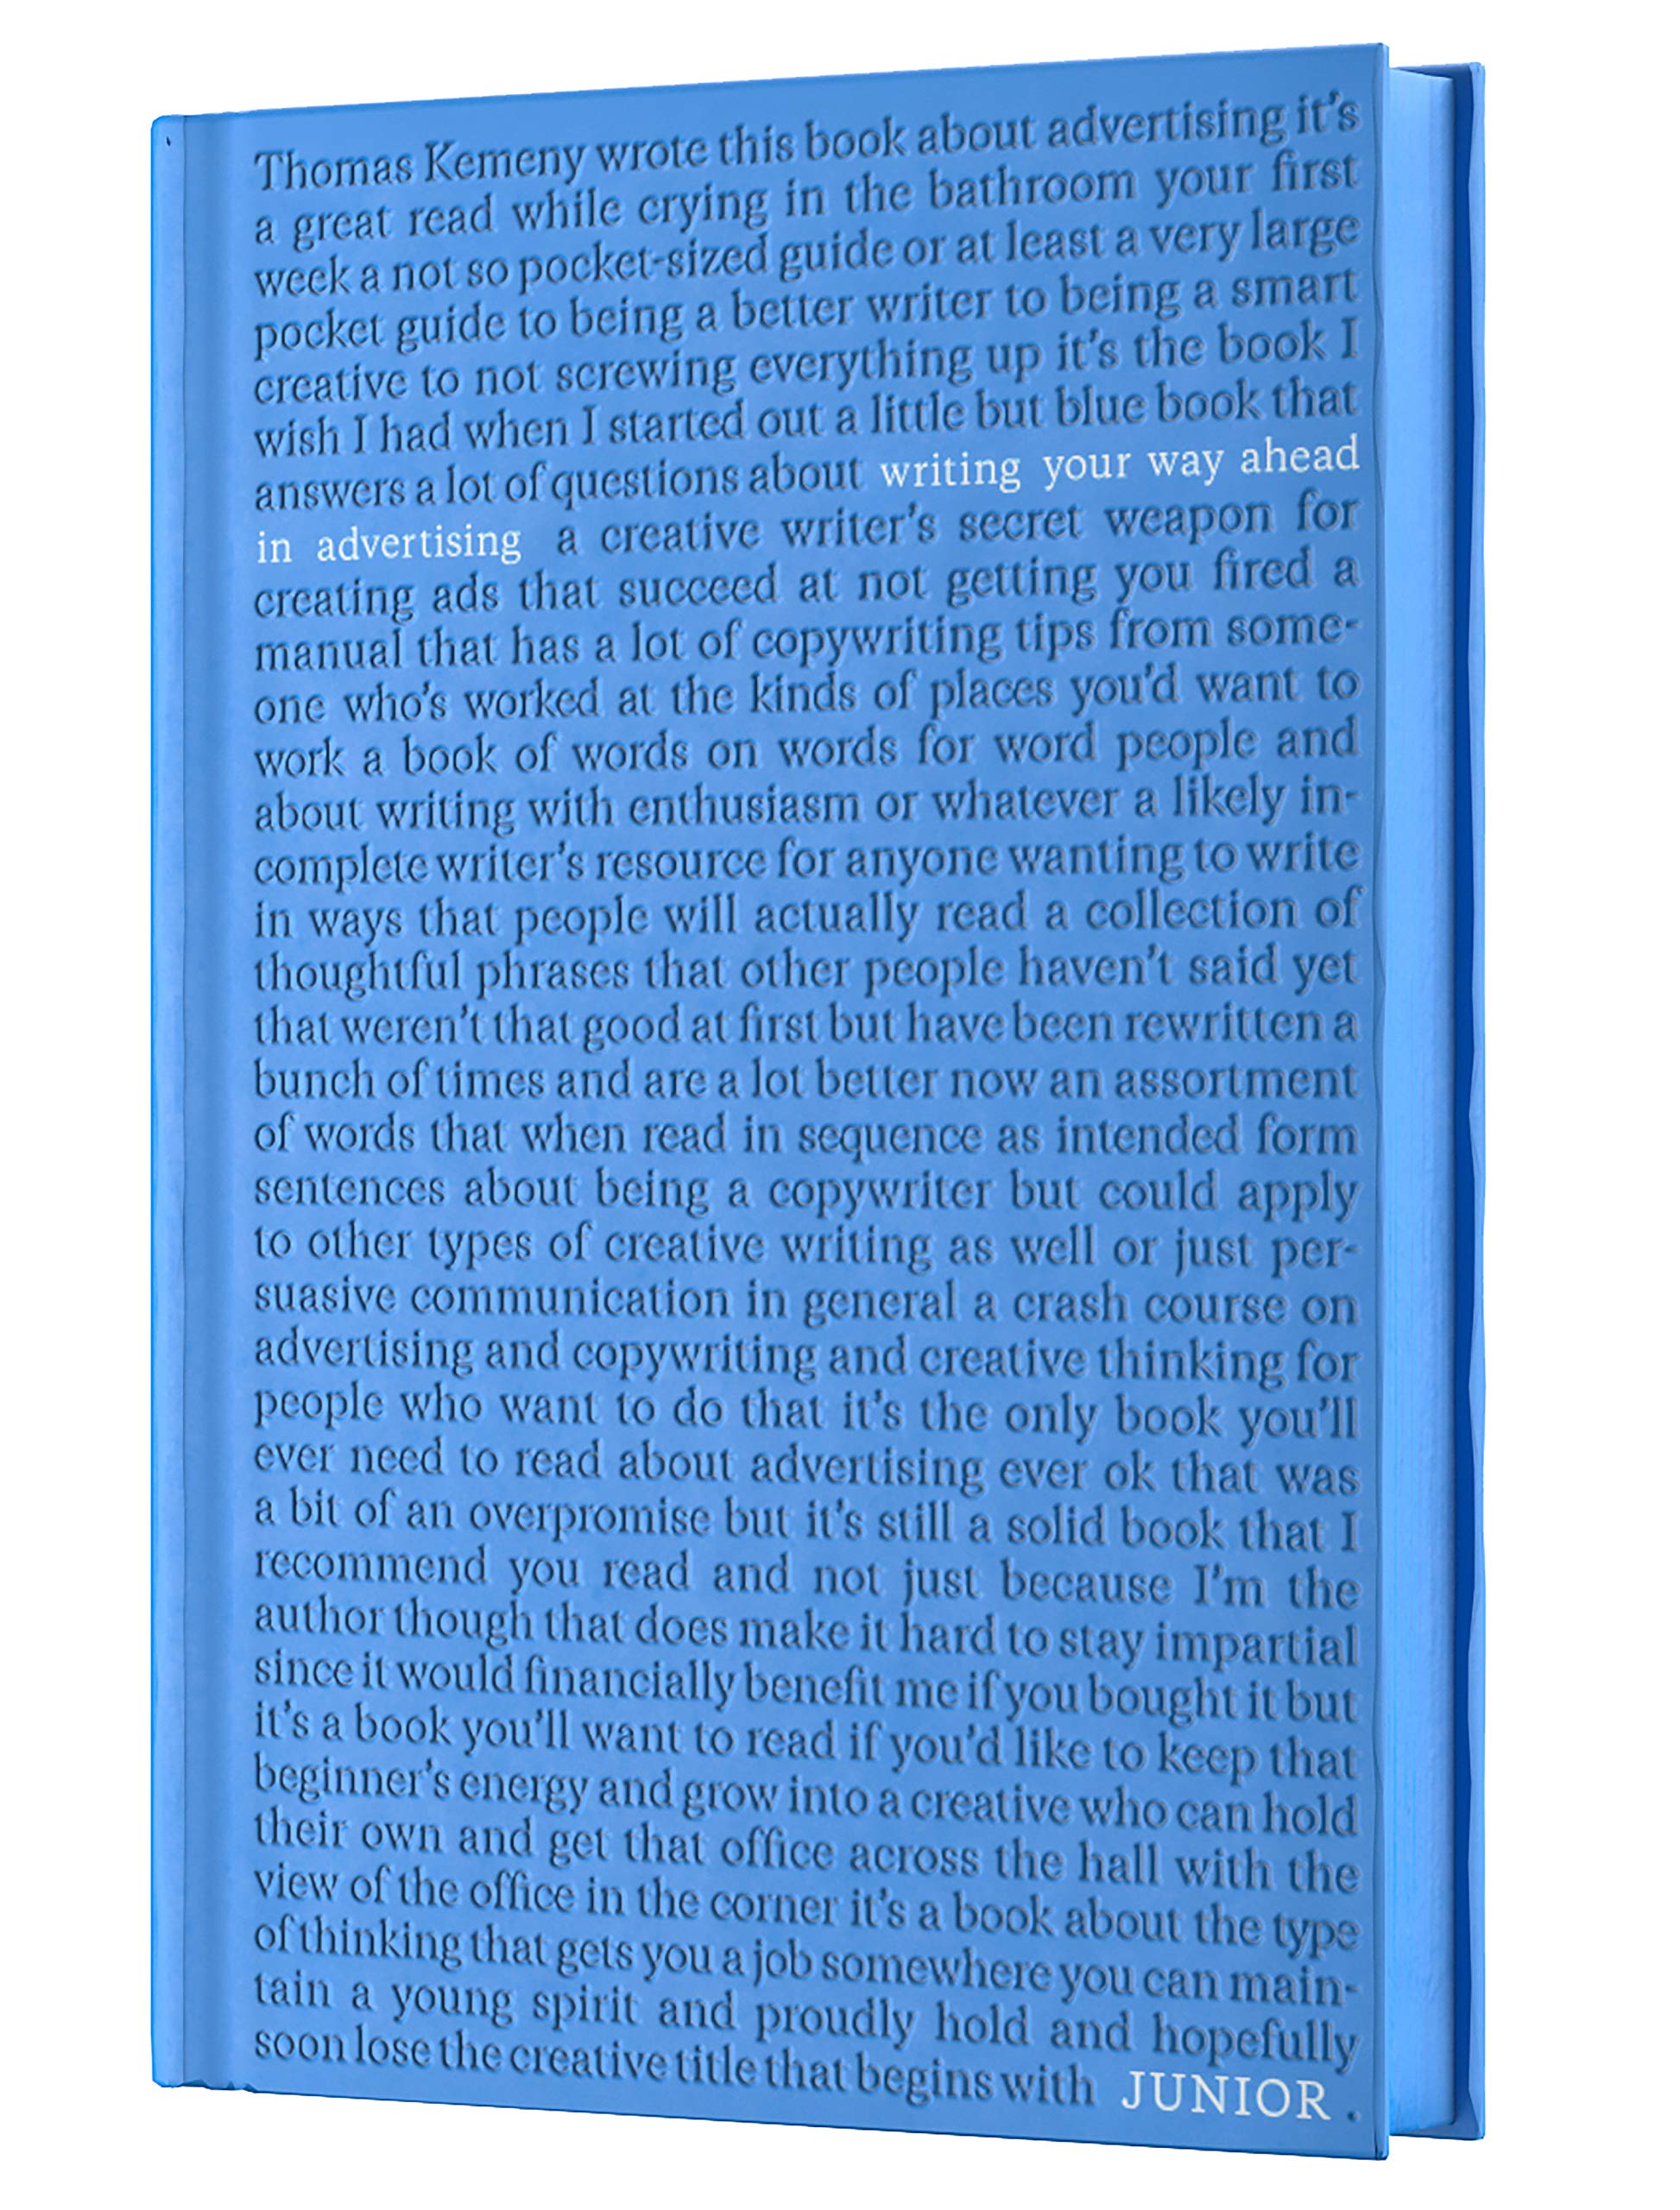 Thomas Kemeny wrote this book about advertising it’s
a great read while crying in the bathroom your first
week a not so pocket-sized guide or at least a very large
pocket guide to being a better writer to being a smart
creative to not screwing everything up it’s the book I
wish I had when I started out a little but blue book that
answers a lot of questions about writing your way ahead
in advertising a creative writer’s secret weapon for
creating ads that succeed at not getting you fired a
manual that has a lot of copywriting tips from some-
one who’s worked at the kinds of places you’d want to
work a book of words on words for word people and
about writing with enthusiasm or whatever a likely in-
complete writer’s resource for anyone wanting to write
in ways that people will actually read a collection of
thoughtful phrases that other people haven’t said yet
that weren’t that good at first but have been rewritten a
bunch of times and are a lot better now an assortment
of words that when read in sequence as intended form
sentences about being a copywriter but could apply
to other types of creative writing as well or just per-
suasive communication in general a crash course on
advertising and copywriting and creative thinking for
people who want to do that it’s the only book you’ll
ever need to read about advertising ever ok that was
a bit of an overpromise but it’s still a solid book that I
recommend you read and not just because I’m the
author though that does make it hard to stay impartial
since it would financially benefit me if you bought it but
it’s a book you’ll want to read if you’d like to keep that
beginner’s energy and grow into a creative who can hold
their own and get that office across the hall with the
view of the office in the corner it’s a book about the type
of thinking that gets you a job somewhere you can main-
tain a young spirit and proudly hold and hopefully
soon lose the creative title that begins with JUNIOR .